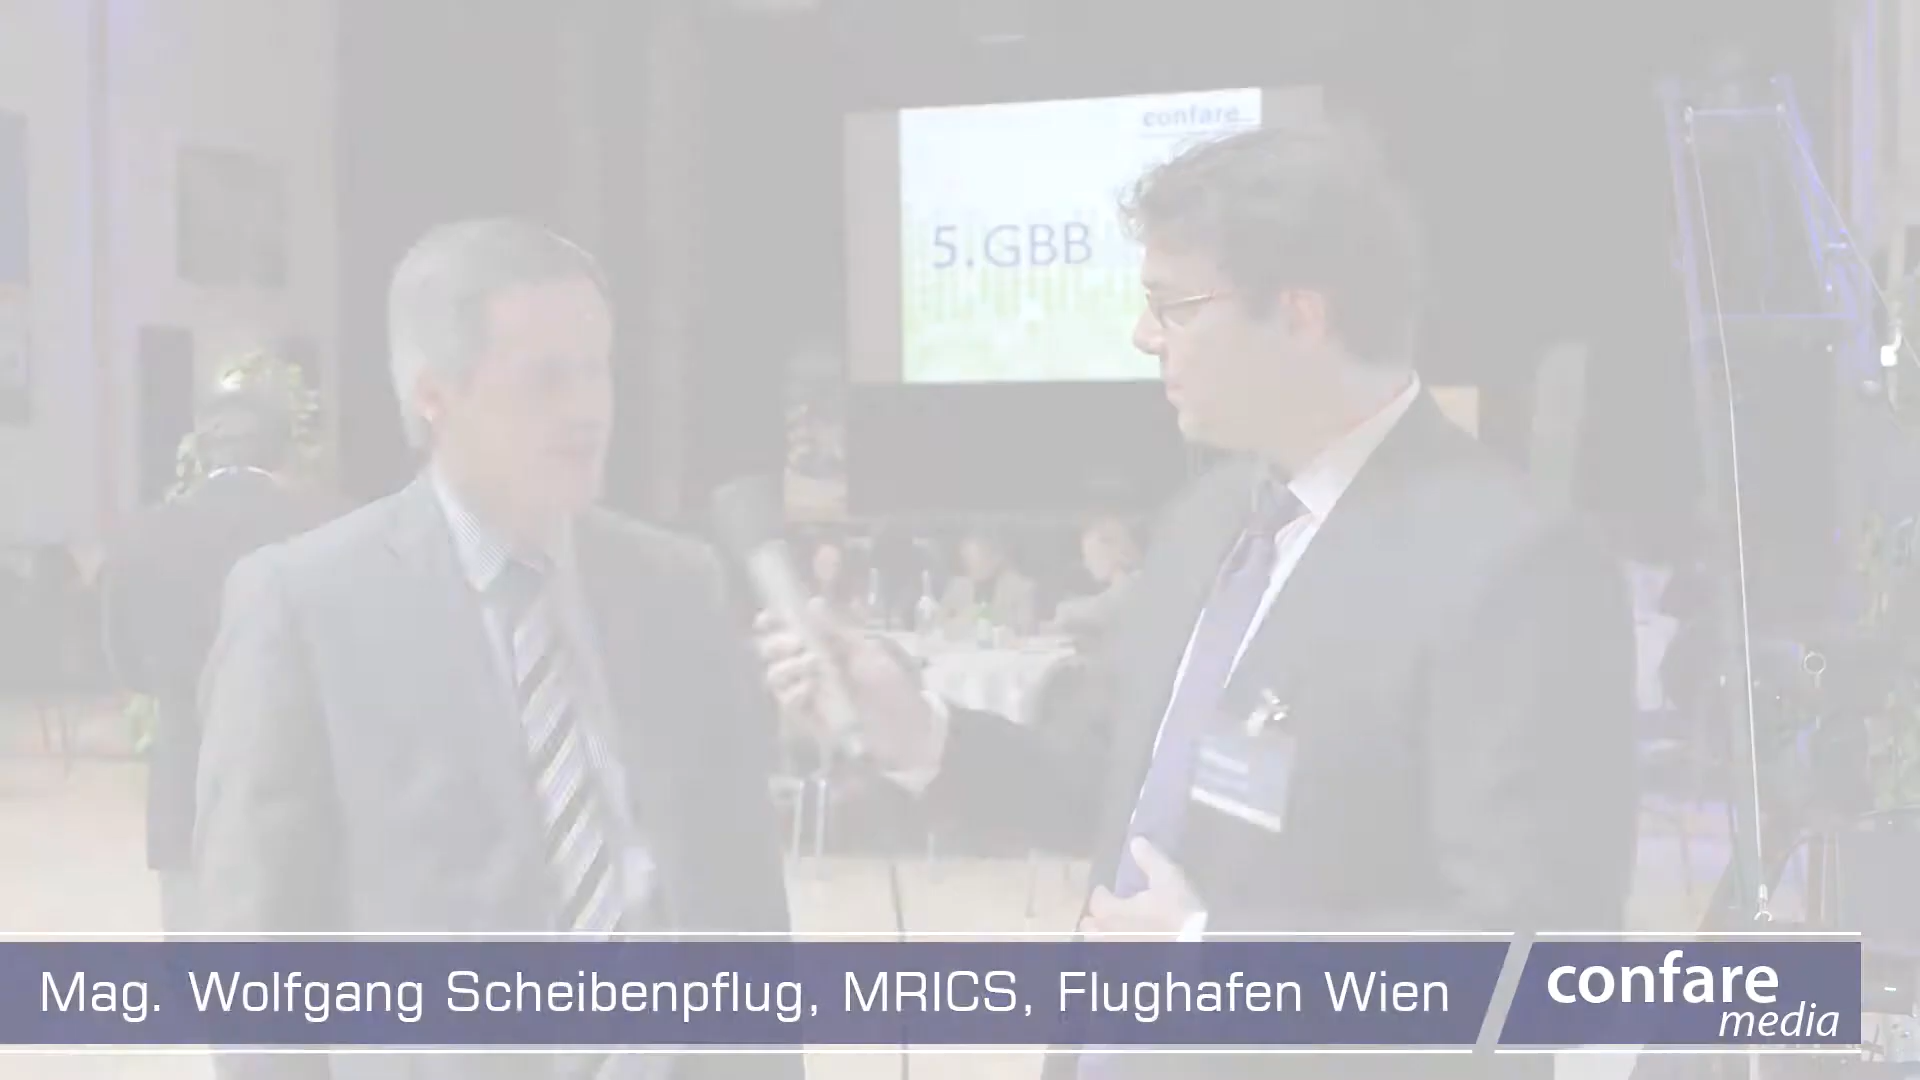 confare
5.GBB
Mag. Wolfgang Scheibenpflug, MRICS, Flughafen Wien
confare
media